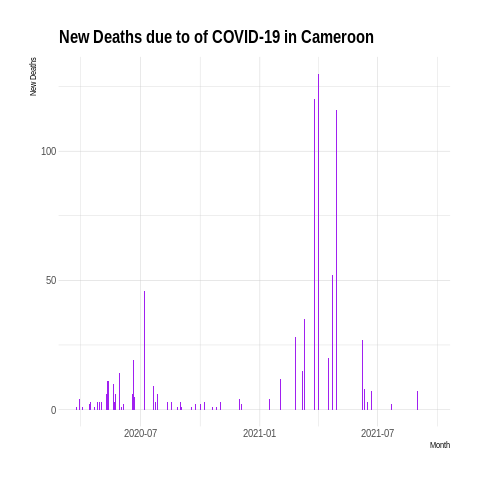 New Deaths due to of COVID-19 in Cameroon
New Deaths
100
50
0
2020-07
2021-01
2021-07
Month